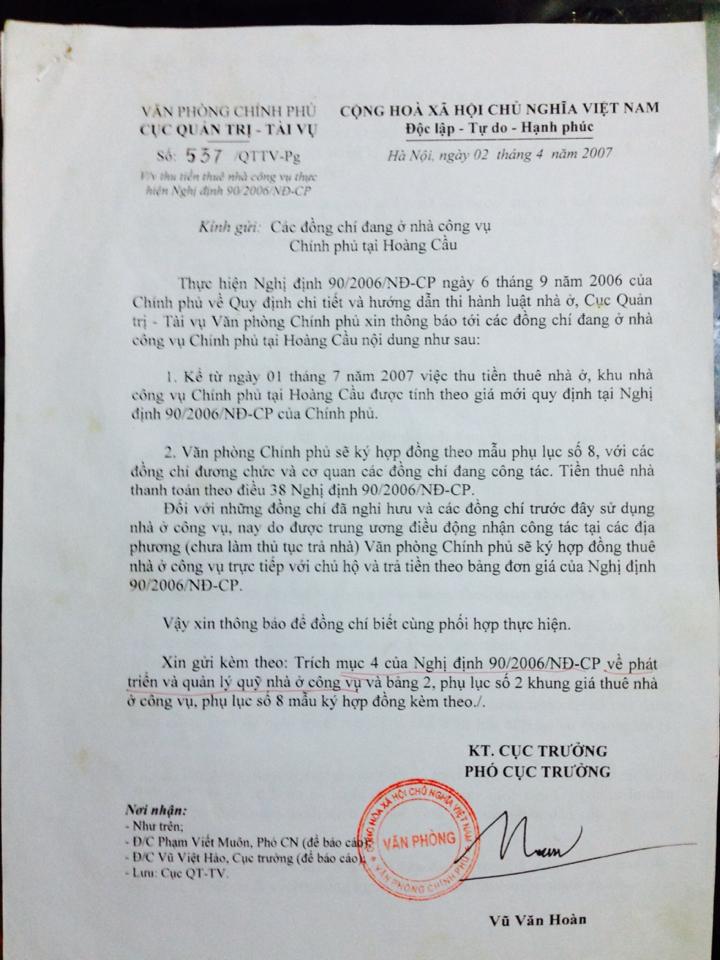 VĂN PHÒNG CHÍNH PHỦ
CỤC QUẢN TRỊ - TÀI VỤ
Số: 537 /QTTV-Pg
V/v thu tiền thuê nhà công vụ thực
hiện Nghị định 90/2006/NĐ-CP
CỘNG HOÀ XÃ HỘI CHỦ NGHĨA VIỆT NAM
Độc lập - Tự do - Hạnh phúc
Hà Nội, ngày 02 tháng 4 năm 2007
Kính gửi: Các đồng chí đang ở nhà công vụ
Chính phủ tại Hoàng Cầu
Thực hiện Nghị định 90/2006/NĐ-CP ngày 6 tháng 9 năm 2006 của
Chính phủ về Quy định chi tiết và hướng dẫn thi hành luật nhà ở, Cục Quản
trị - Tài vụ Văn phòng Chính phủ xin thông báo tới các đồng chí đang ở nhà
công vụ Chính phủ tại Hoàng Cầu nội dung như sau:
1. Kể từ ngày 01 tháng 7 năm 2007 việc thu tiền thuê nhà ở, khu nhà
công vụ Chính phủ tại Hoàng Cầu được tính theo giá mới quy định tại Nghị
định 90/2006/NĐ-CP của Chính phủ.
2. Văn phòng Chính phủ sẽ ký hợp đồng theo mẫu phụ lục số 8, với các
đồng chí đương chức và cơ quan các đồng chí đang công tác. Tiền thuê nhà
thanh toán theo điều 38 Nghị định 90/2006/NĐ-CP.
Đối với những đồng chí đã nghỉ hưu và các đồng chí trước đây sử dụng
nhà ở công vụ, nay do được trung ương điều động nhận công tác tại các địa
phương (chưa làm thủ tục trả nhà) Văn phòng Chính phủ sẽ ký hợp đồng thuê
nhà ở công vụ trực tiếp với chủ hộ và trả tiền theo bảng đơn giá của Nghị định
90/2006/NĐ-CP.
Vậy xin thông báo để đồng chí biết cùng phối hợp thực hiện.
Xin gửi kèm theo: Trích mục 4 của Nghị định 90/2006/NĐ-CP về phát
triển và quản lý quỹ nhà ở công vụ và bảng 2, phụ lục số 2 khung giá thuê nhà
ở công vụ, phụ lục số 8 mẫu ký hợp đồng kèm theo./.
KT. CỤC TRƯỞNG
PHÓ CỤC TRƯỞNG
Nơi nhận:
- Như trên;
- Đ/C Phạm Viết Muôn, Phó CN (để báo cáo);
- Đ/C Vũ Việt Hảo, Cục trưởng (để báo cáo);
- Lưu: Cục QT-TV.
CỘNG HOÀ XÃ HỘI CHỦ NGHĨA VIỆT NAM
VĂN PHÒNG
VĂN PHÒNG CHÍNH PHỦ
Vũ Văn Hoàn